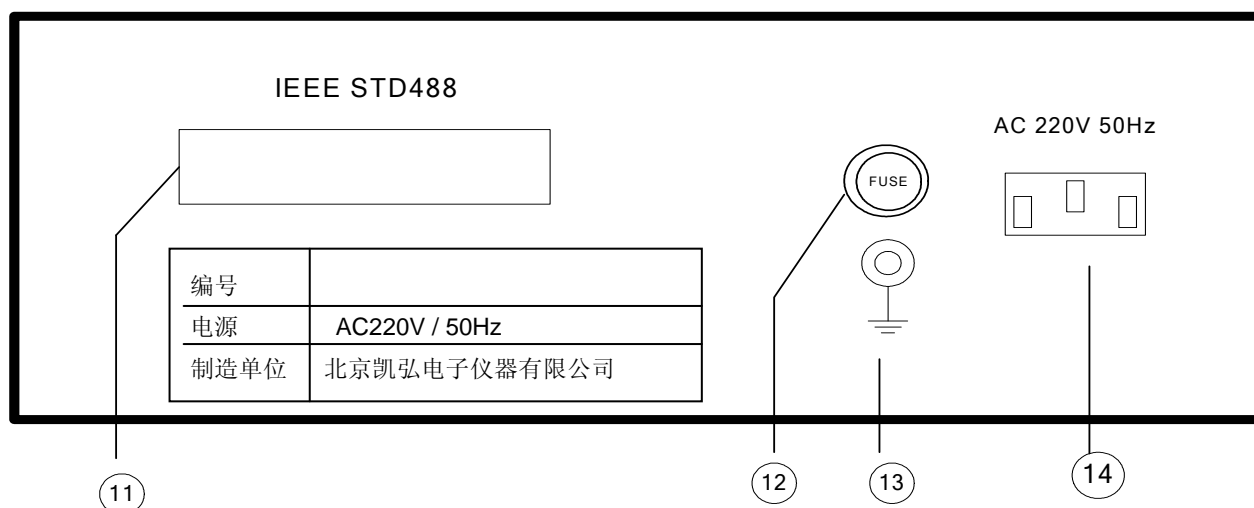 IEEE STD488
AC 220V 50Hz
FUSE
编号
电源 AC220V / 50Hz
制造单位 北京凯弘电子仪器有限公司
11
12
13
14